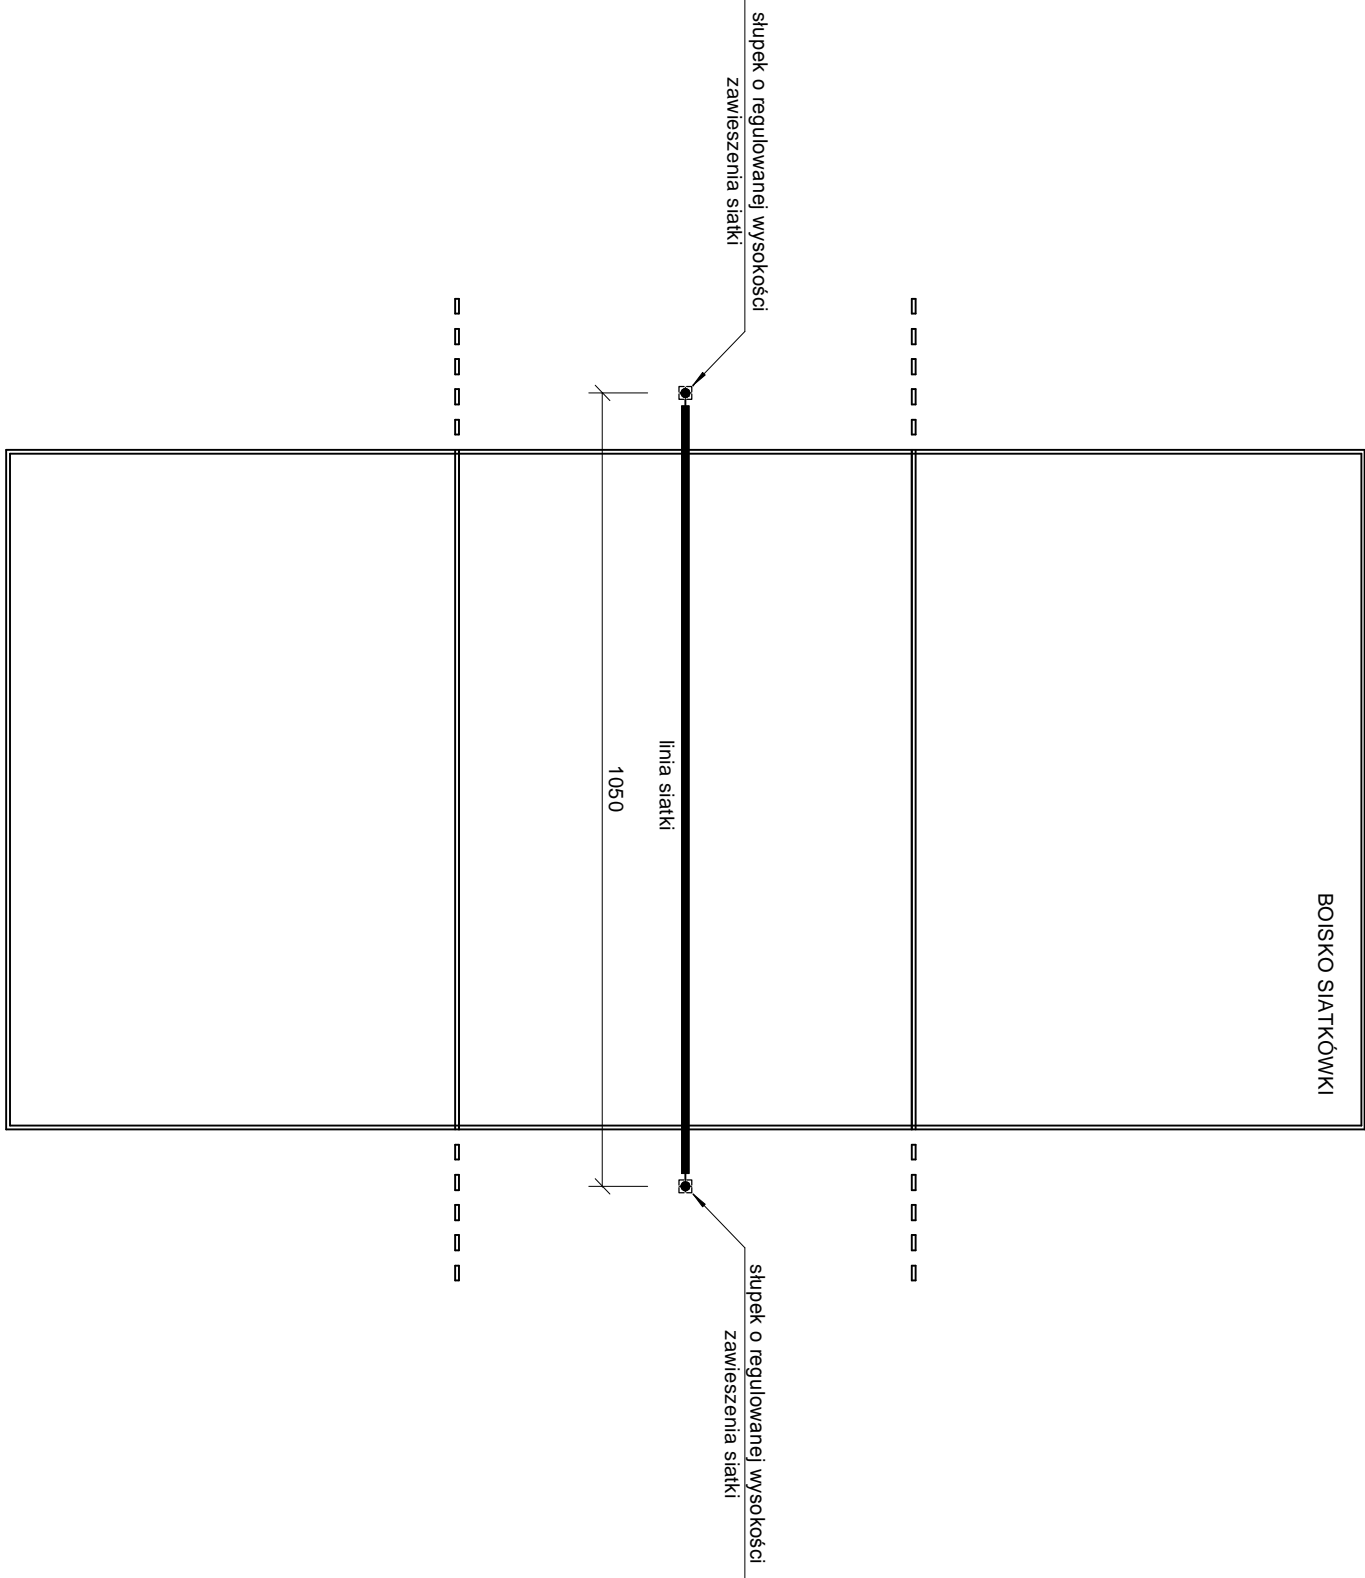 BOISKO SIATKÓWKI
słupek o regulowanej wysokości
zawieszenia siatki
słupek o regulowanej wysokości
zawieszenia siatki
linia siatki
1050